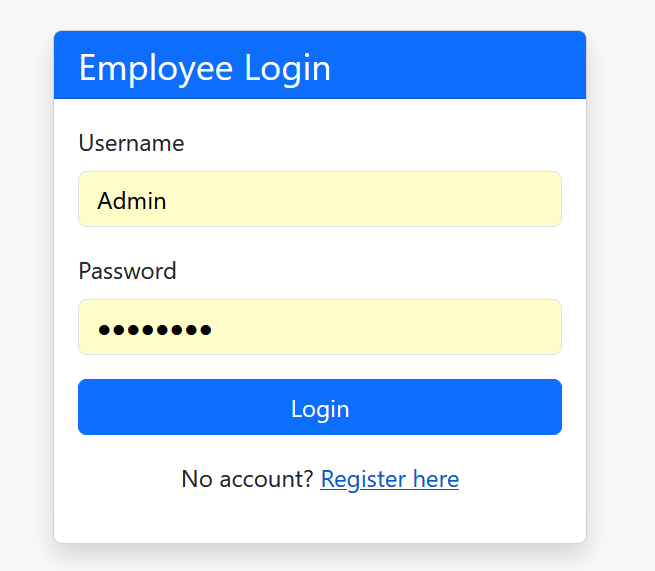 Employee Login
Username
Admin
Password
••••••••
Login
No account? Register here